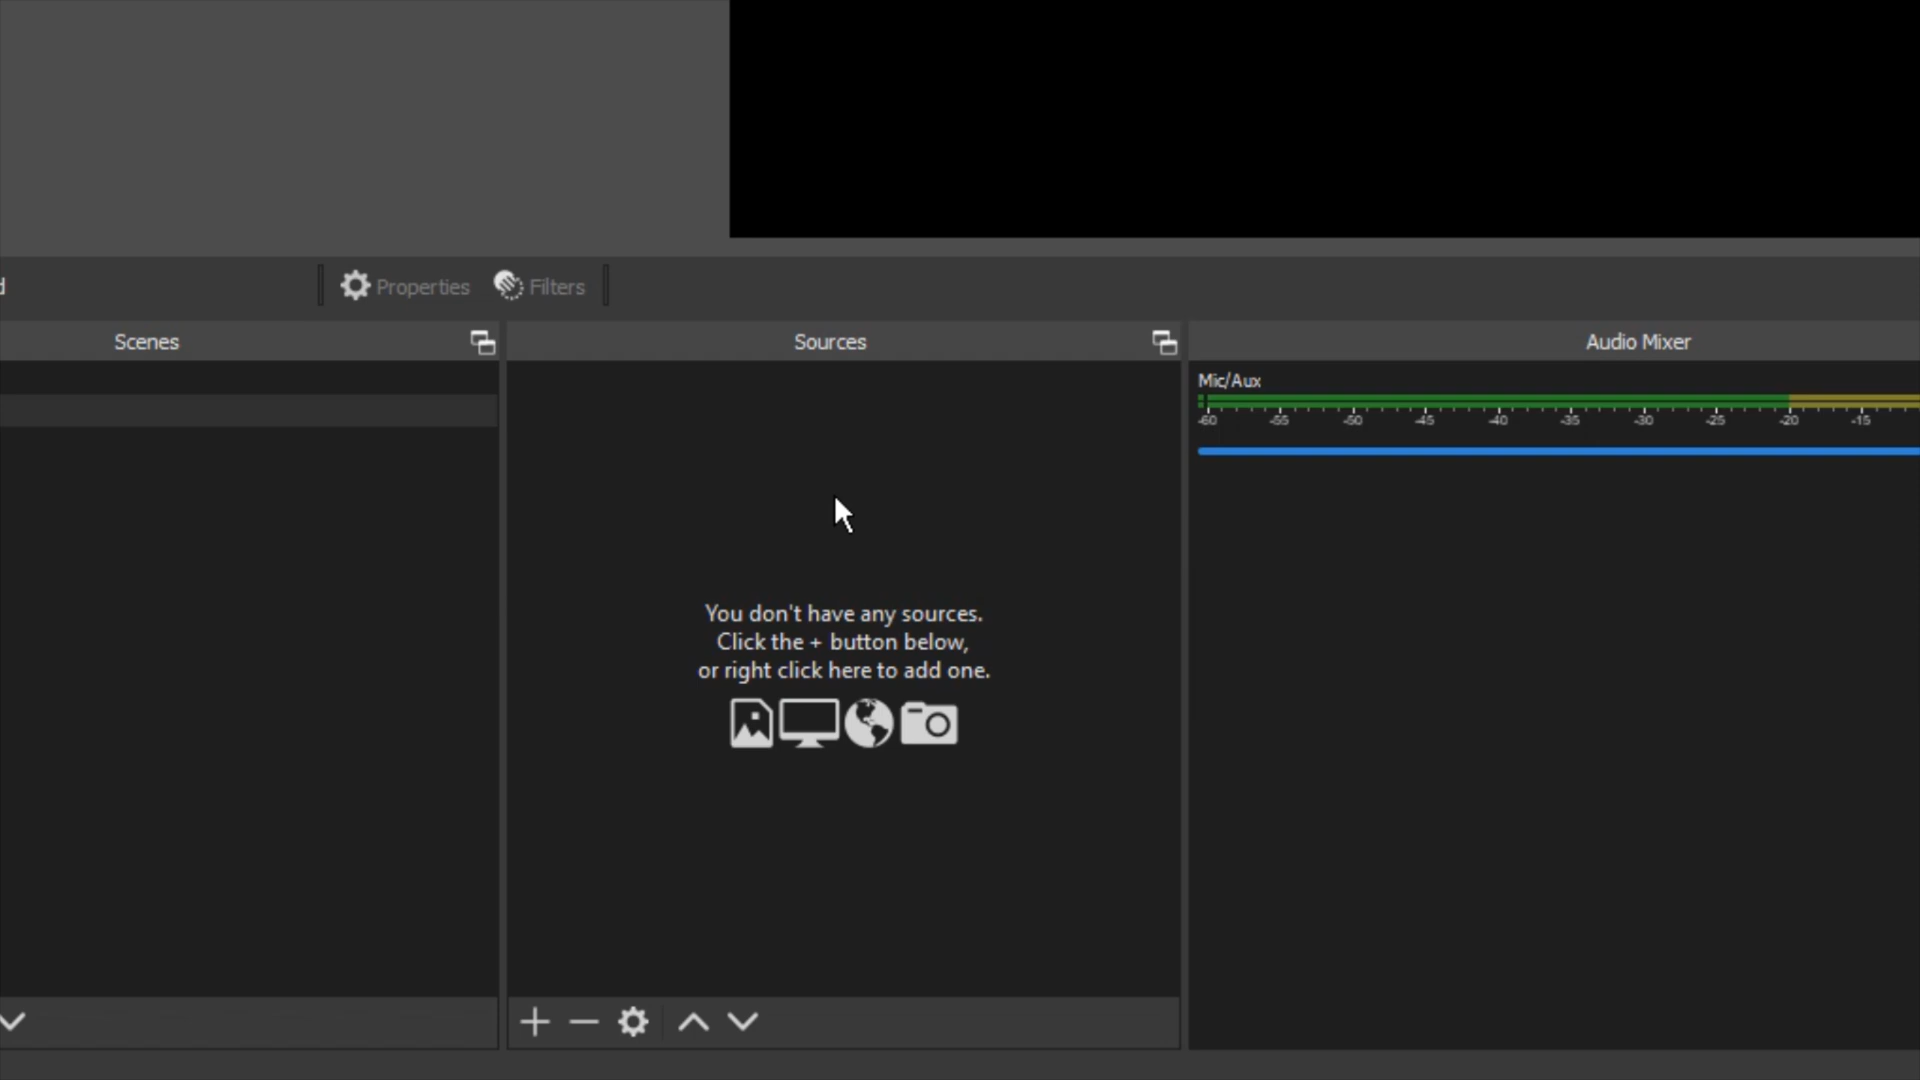 d
Properties
Filters
Scenes
Sources
Audio Mixer
Mic/Aux
-60 -55 -50 -45 -40 -35 -30 -25 -20 -15
You don't have any sources.
Click the + button below,
or right click here to add one.